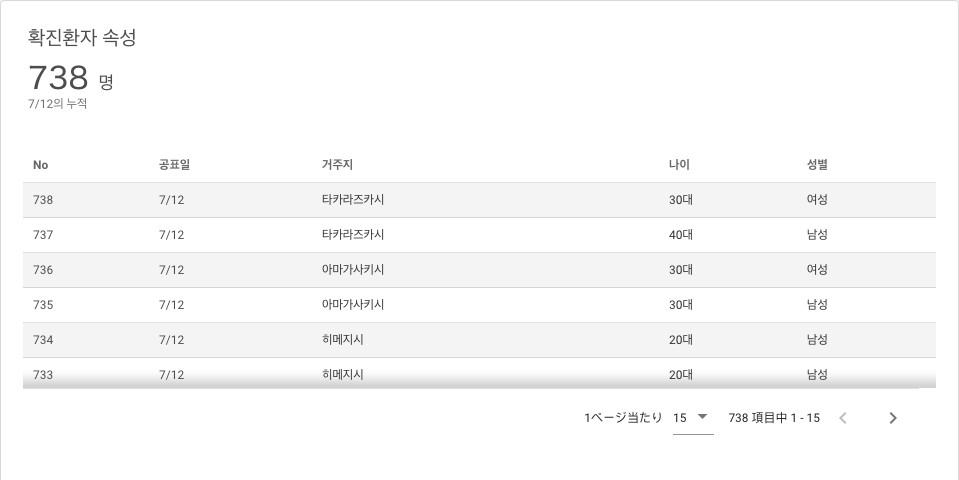 확진환자 속성
738 명
7/12의 누적
No 공표일 거주지 나이 성별
738 7/12 타카라즈카시 30대 여성
737 7/12 타카라즈카시 40대 남성
736 7/12 아마가사키시 30대 여성
735 7/12 아마가사키시 30대 남성
734 7/12 히메지시 20대 남성
733 7/12 히메지시 20대 남성
1ページ当たり 15 738 項目中 1 - 15